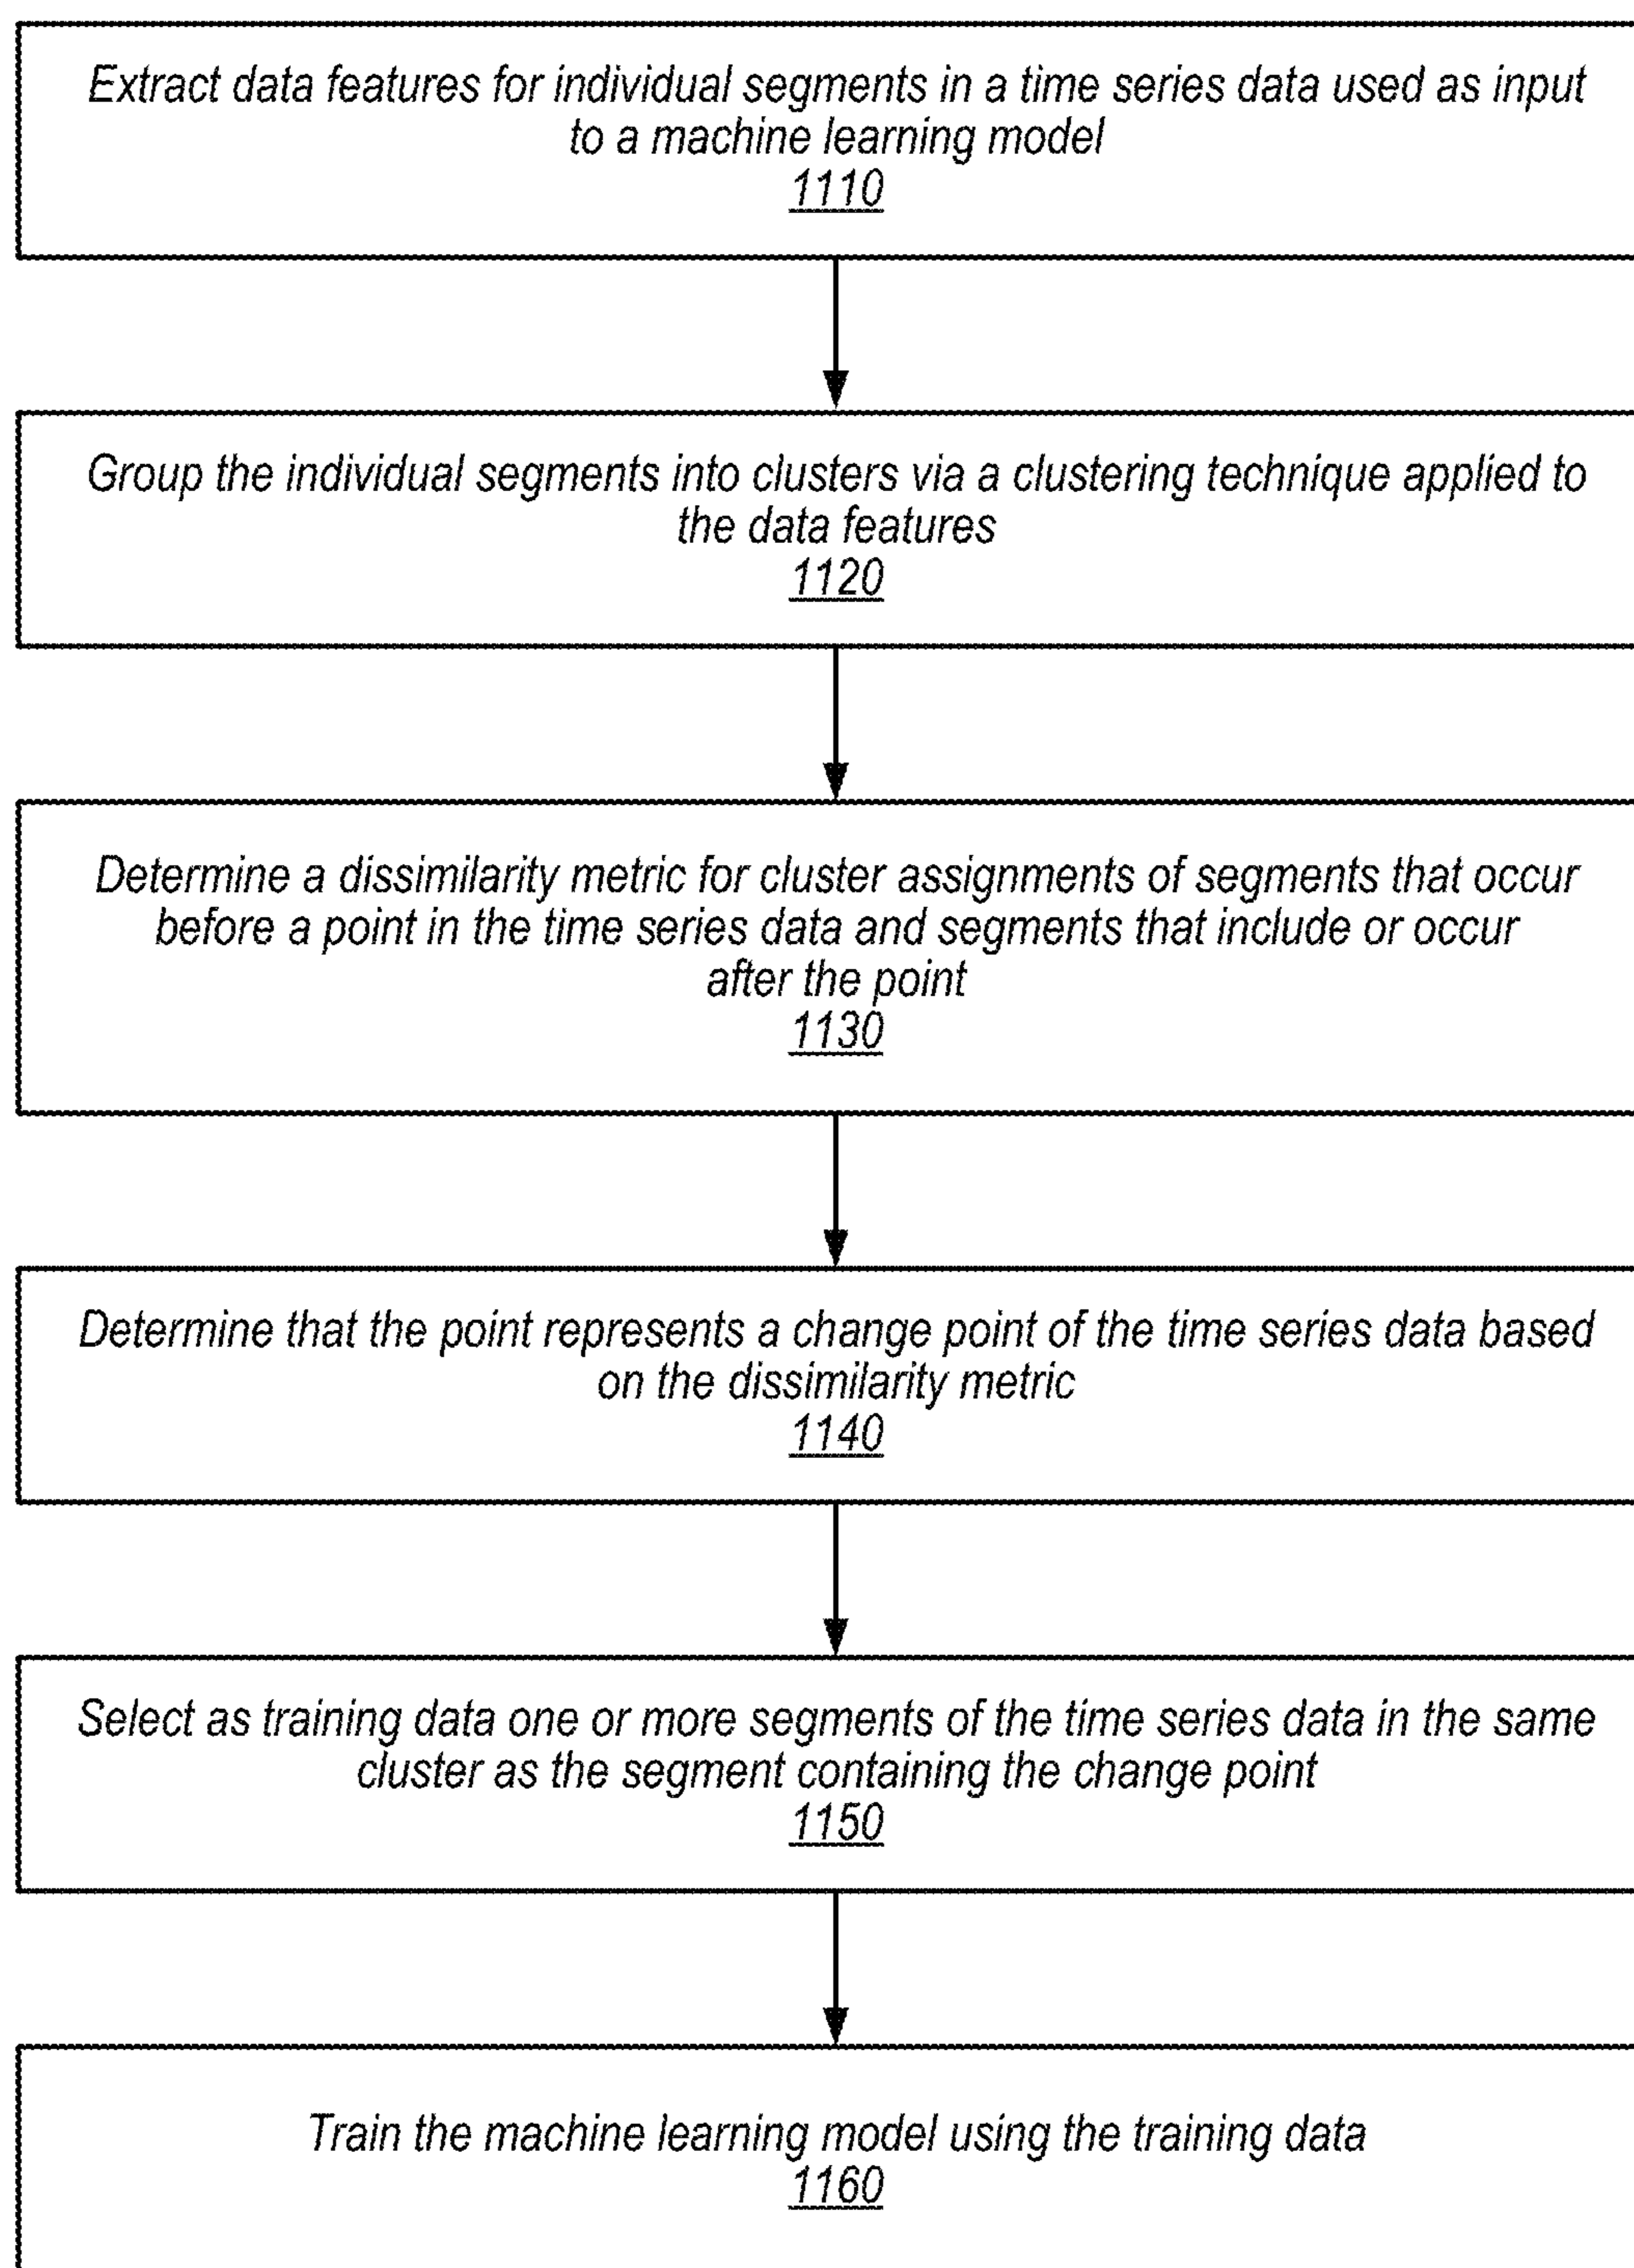 Extract data features for individual segments in a time series data used as input
to a machine learning model
1110
Group the individual segments into clusters via a clustering technique applied to
the data features
1120
Determine a dissimilarity metric for cluster assignments of segments that occur
before a point in the time series data and segments that include or occur
after the point
1130
Determine that the point represents a change point of the time series data based
on the dissimilarity metric
1140
Select as training data one or more segments of the time series data in the same
cluster as the segment containing the change point
1150
Train the machine learning model using the training data
1160